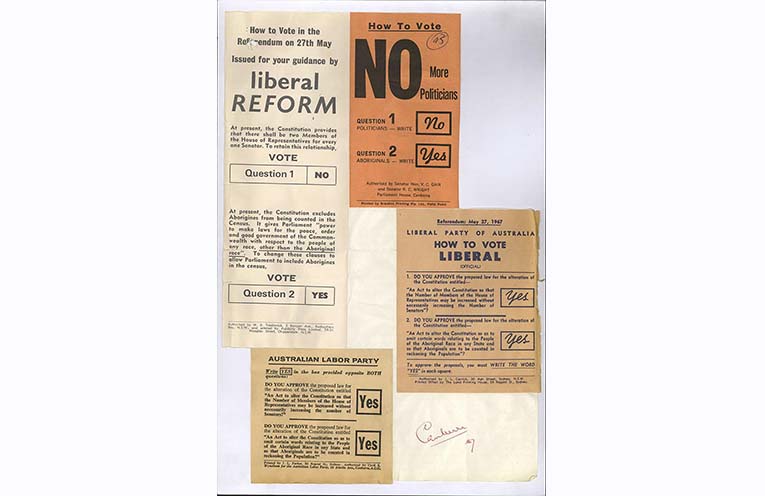 How to Vote in the
Referendum on 27th May
Issued for your guidance by
liberal
REFORM
At present, the Constitution provides
that there shall be two Members of
the House of Representatives for every
one Senator. To retain this relationship,
VOTE
Question 1 NO
At present, the Constitution excludes
Aborigines from being counted in the
Census. It gives Parliament "power
to make laws for the peace, order
and good government of the Common-
wealth with respect to the people of
any race, other than the Aboriginal
race". To change those clauses to
allow Parliament to include Aborigines
in the census,
VOTE
Question 2 YES
How To Vote
NO More
Politicians
QUESTION 1
POLITICIANS — WRITE No
QUESTION 2
ABORIGINALS — WRITE Yes
Authorised by Senator Hon. V. C. GAIR
and Senator R. C. WRIGHT
Parliament House, Canberra
Referendum: May 27, 1967
LIBERAL PARTY OF AUSTRALIA
HOW TO VOTE
LIBERAL
(OFFICIAL)
1. DO YOU APPROVE the proposed law for the alteration of
the Constitution entitled—
"An Act to alter the Constitution so that
the Number of Members of the House of
Representatives may be increased without
necessarily increasing the Number of
Senators"?
Yes
2. DO YOU APPROVE the proposed law for the alteration of
the Constitution entitled—
"An Act to alter the Constitution so as to
omit certain words relating to the People
of the Aboriginal Race in any State and
so that Aboriginals are to be counted in
reckoning the Population"?
Yes
To approve the proposals, you must WRITE THE WORD
"YES" in each square.
AUSTRALIAN LABOR PARTY
Write YES in the box provided opposite BOTH
questions:
DO YOU APPROVE the proposed law for
the alteration of the Constitution entitled
"An Act to alter the Constitution so that the
Number of Members of the House of
Representatives may be increased without
necessarily increasing the number of
Senators?"
Yes
DO YOU APPROVE the proposed law for
the alteration of the Constitution entitled
"An Act to alter the Constitution so as to
omit certain words relating to the People
of the Aboriginal Race in any State and
so that Aboriginals are to be counted in
reckoning the Population?"
Yes
Canberra